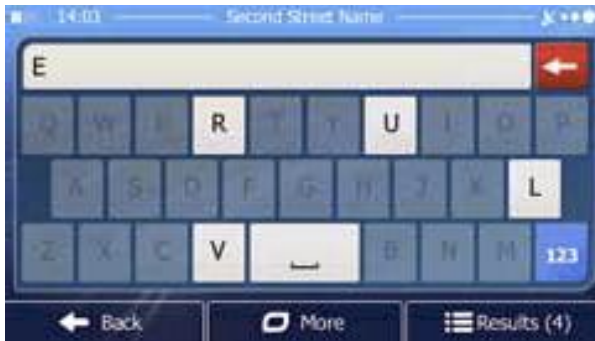 14:03 Second Street Name
E
Q W E R T Y U I O P
A S D F G H J K L
Z X C V B N M 123
Back More Results (4)